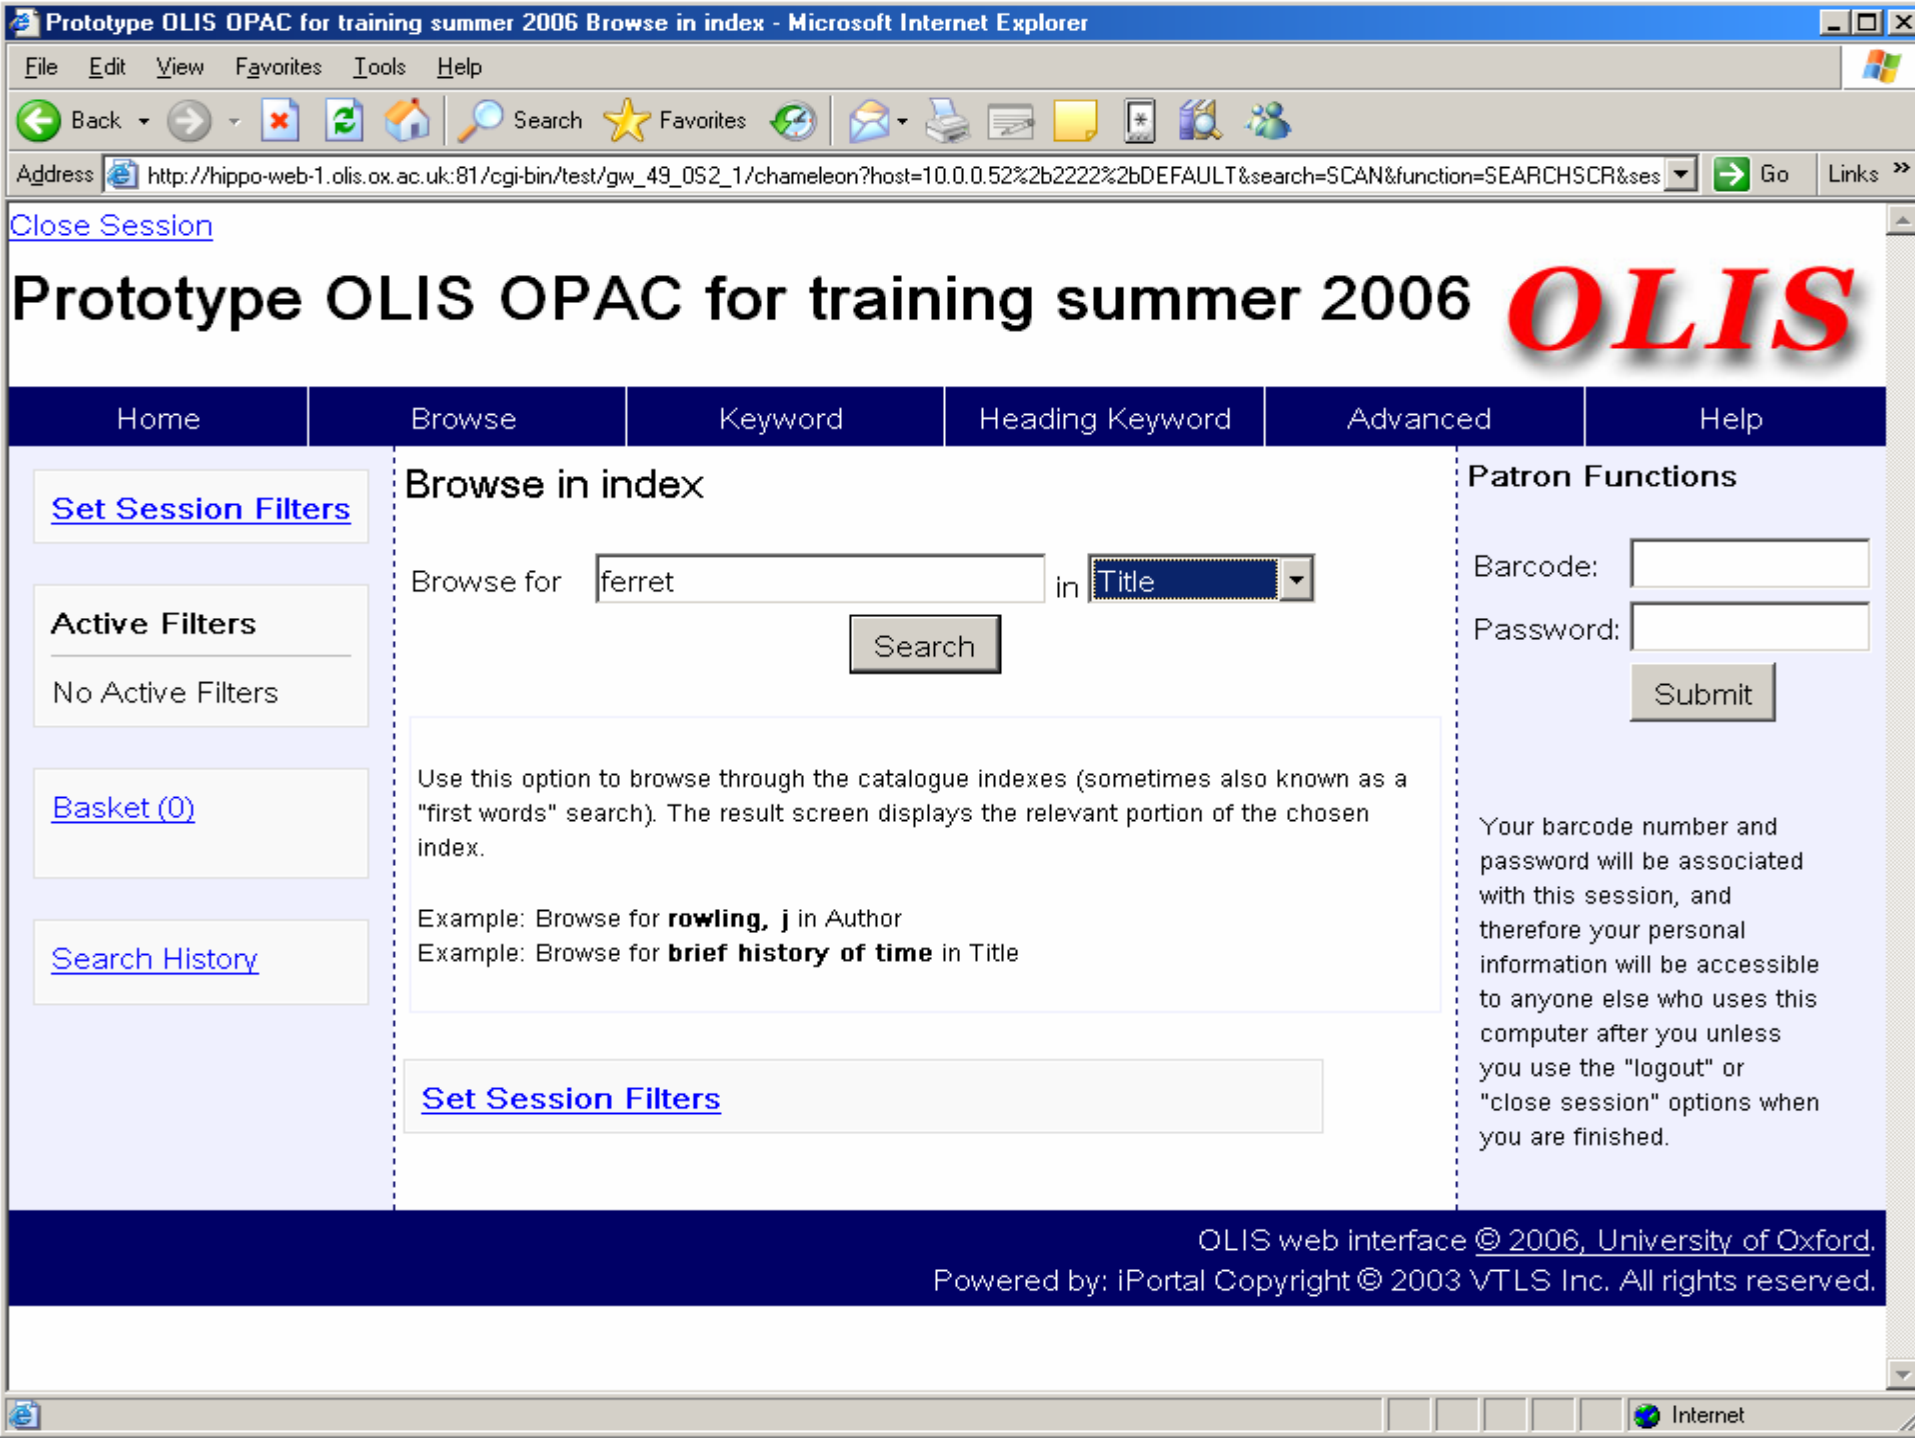 Prototype OLIS OPAC for training summer 2006 Browse in index - Microsoft Internet Explorer
File Edit View Favorites Tools Help
Back Search Favorites
Address http://hippo-web-1.olis.ox.ac.uk:81/cgi-bin/test/gw_49_0S2_1/chameleon?host=10.0.0.52%2b2222%2bDEFAULT&search=SCAN&function=SEARCHSCR&ses Go Links »
Close Session
Prototype OLIS OPAC for training summer 2006 OLIS
Home Browse Keyword Heading Keyword Advanced Help
Set Session Filters
Active Filters
No Active Filters
Basket (0)
Search History
Browse in index
Browse for ferret in Title
Search
Use this option to browse through the catalogue indexes (sometimes also known as a
"first words" search). The result screen displays the relevant portion of the chosen
index.
Example: Browse for rowling, j in Author
Example: Browse for brief history of time in Title
Set Session Filters
Patron Functions
Barcode:
Password:
Submit
Your barcode number and
password will be associated
with this session, and
therefore your personal
information will be accessible
to anyone else who uses this
computer after you unless
you use the "logout" or
"close session" options when
you are finished.
OLIS web interface © 2006, University of Oxford.
Powered by: iPortal Copyright © 2003 VTLS Inc. All rights reserved.
Internet